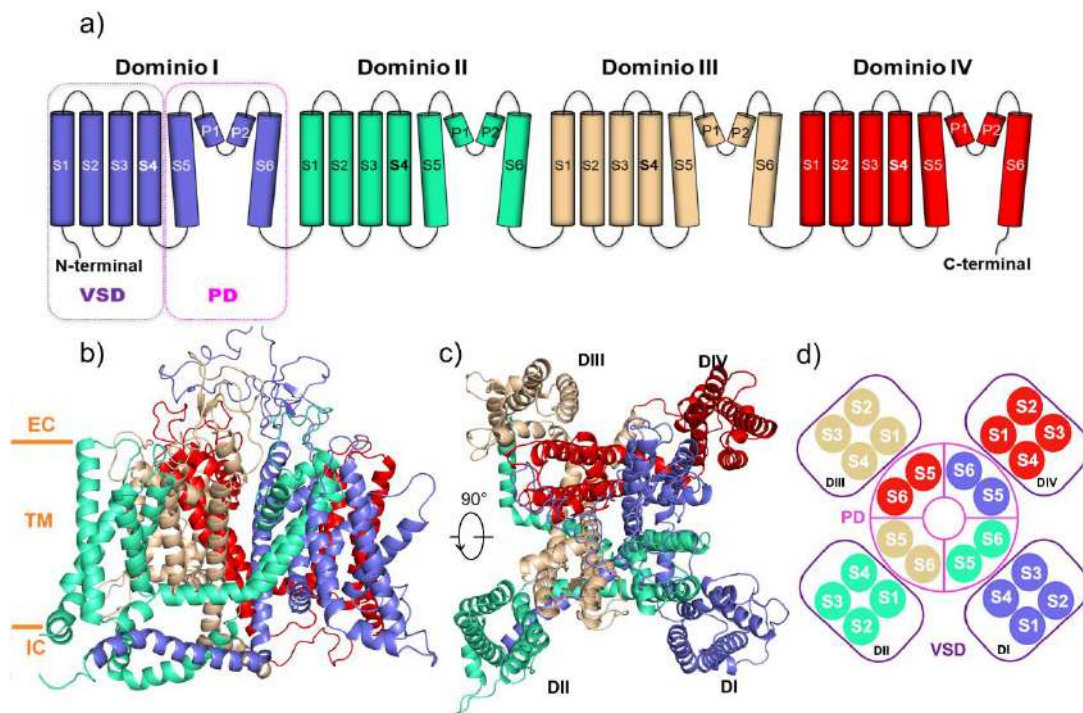 a)
Dominio I
Dominio II
Dominio III
Dominio IV
S1 S2 S3 S4 S5 P1 P2 S6
S1 S2 S3 S4 S5 P1 P2 S6
S1 S2 S3 S4 S5 P1 P2 S6
S1 S2 S3 S4 S5 P1 P2 S6
N-terminal
C-terminal
VSD
PD
b)
EC
TM
IC
c)
90°
DIII
DIV
DII
DI
d)
S2
S3
S1
S4
DIII
S2
S1
S3
S4
DIV
S5
S6
S6
S5
PD
S5
S6
S6
S5
S4
S3
S1
S2
DII
S3
S4
S2
S1
DI
VSD